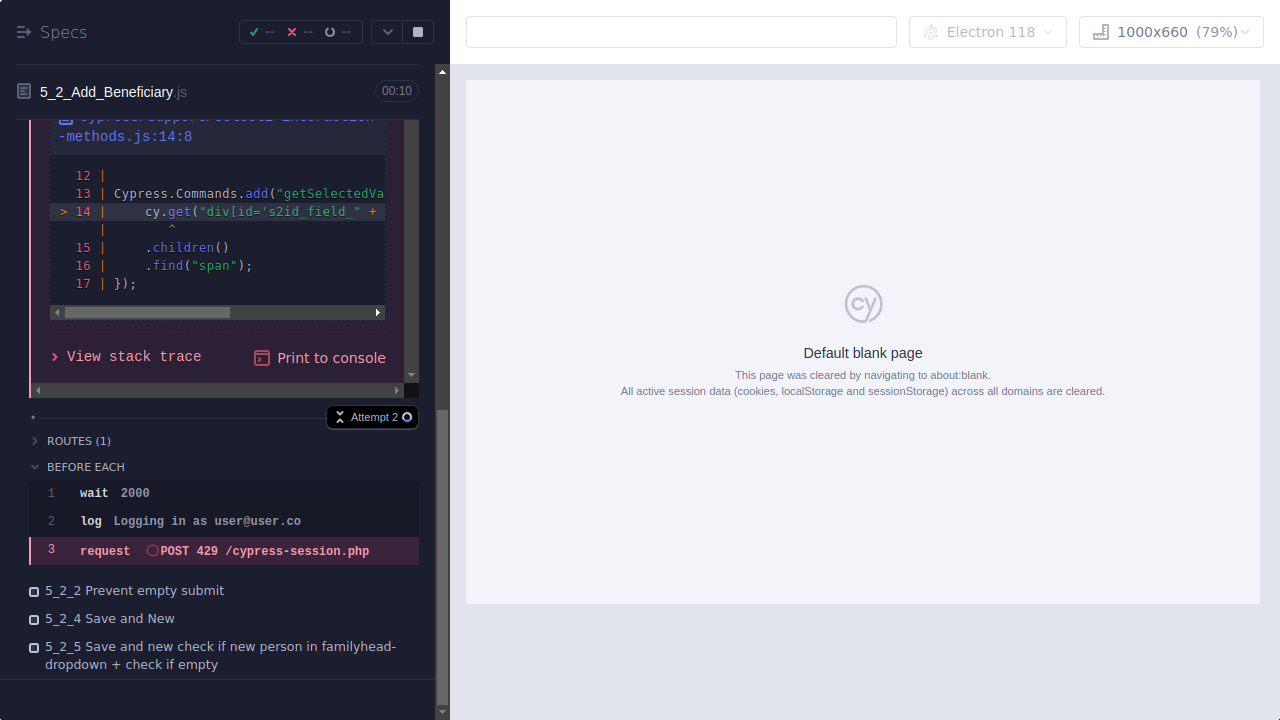 Specs
--
--
--
Electron 118
1000x660 (79%)
5_2_Add_Beneficiary.js
00:10
-methods.js:14:8
12 |
13 | Cypress.Commands.add("getSelectedVa
> 14 |     cy.get("div[id='s2id_field_" +
|        ^
15 |     .children()
16 |     .find("span");
17 | });
View stack trace
Print to console
Attempt 2
ROUTES (1)
BEFORE EACH
1 wait 2000
2 log Logging in as user@user.co
3 request POST 429 /cypress-session.php
5_2_2 Prevent empty submit
5_2_4 Save and New
5_2_5 Save and new check if new person in familyhead-
dropdown + check if empty
cy
Default blank page
This page was cleared by navigating to about:blank.
All active session data (cookies, localStorage and sessionStorage) across all domains are cleared.